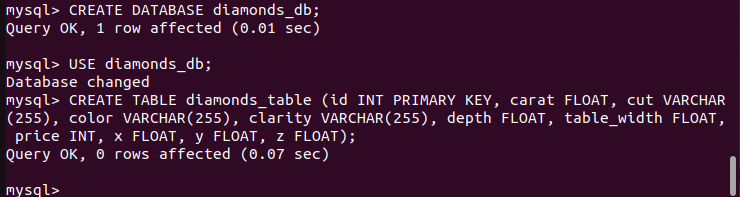 mysql> CREATE DATABASE diamonds_db;
Query OK, 1 row affected (0.01 sec)
mysql> USE diamonds_db;
Database changed
mysql> CREATE TABLE diamonds_table (id INT PRIMARY KEY, carat FLOAT, cut VARCHAR
(255), color VARCHAR(255), clarity VARCHAR(255), depth FLOAT, table_width FLOAT,
 price INT, x FLOAT, y FLOAT, z FLOAT);
Query OK, 0 rows affected (0.07 sec)
mysql>